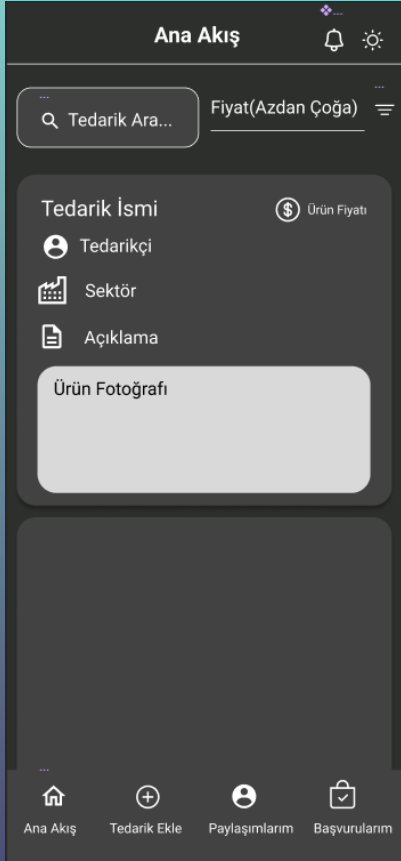 Ana Akış
Tedarik Ara...
Fiyat(Azdan Çoğa)
Tedarik İsmi
Ürün Fiyatı
Tedarikçi
Sektör
Açıklama
Ürün Fotoğrafı
Ana Akış
Tedarik Ekle
Paylaşımlarım
Başvurularım